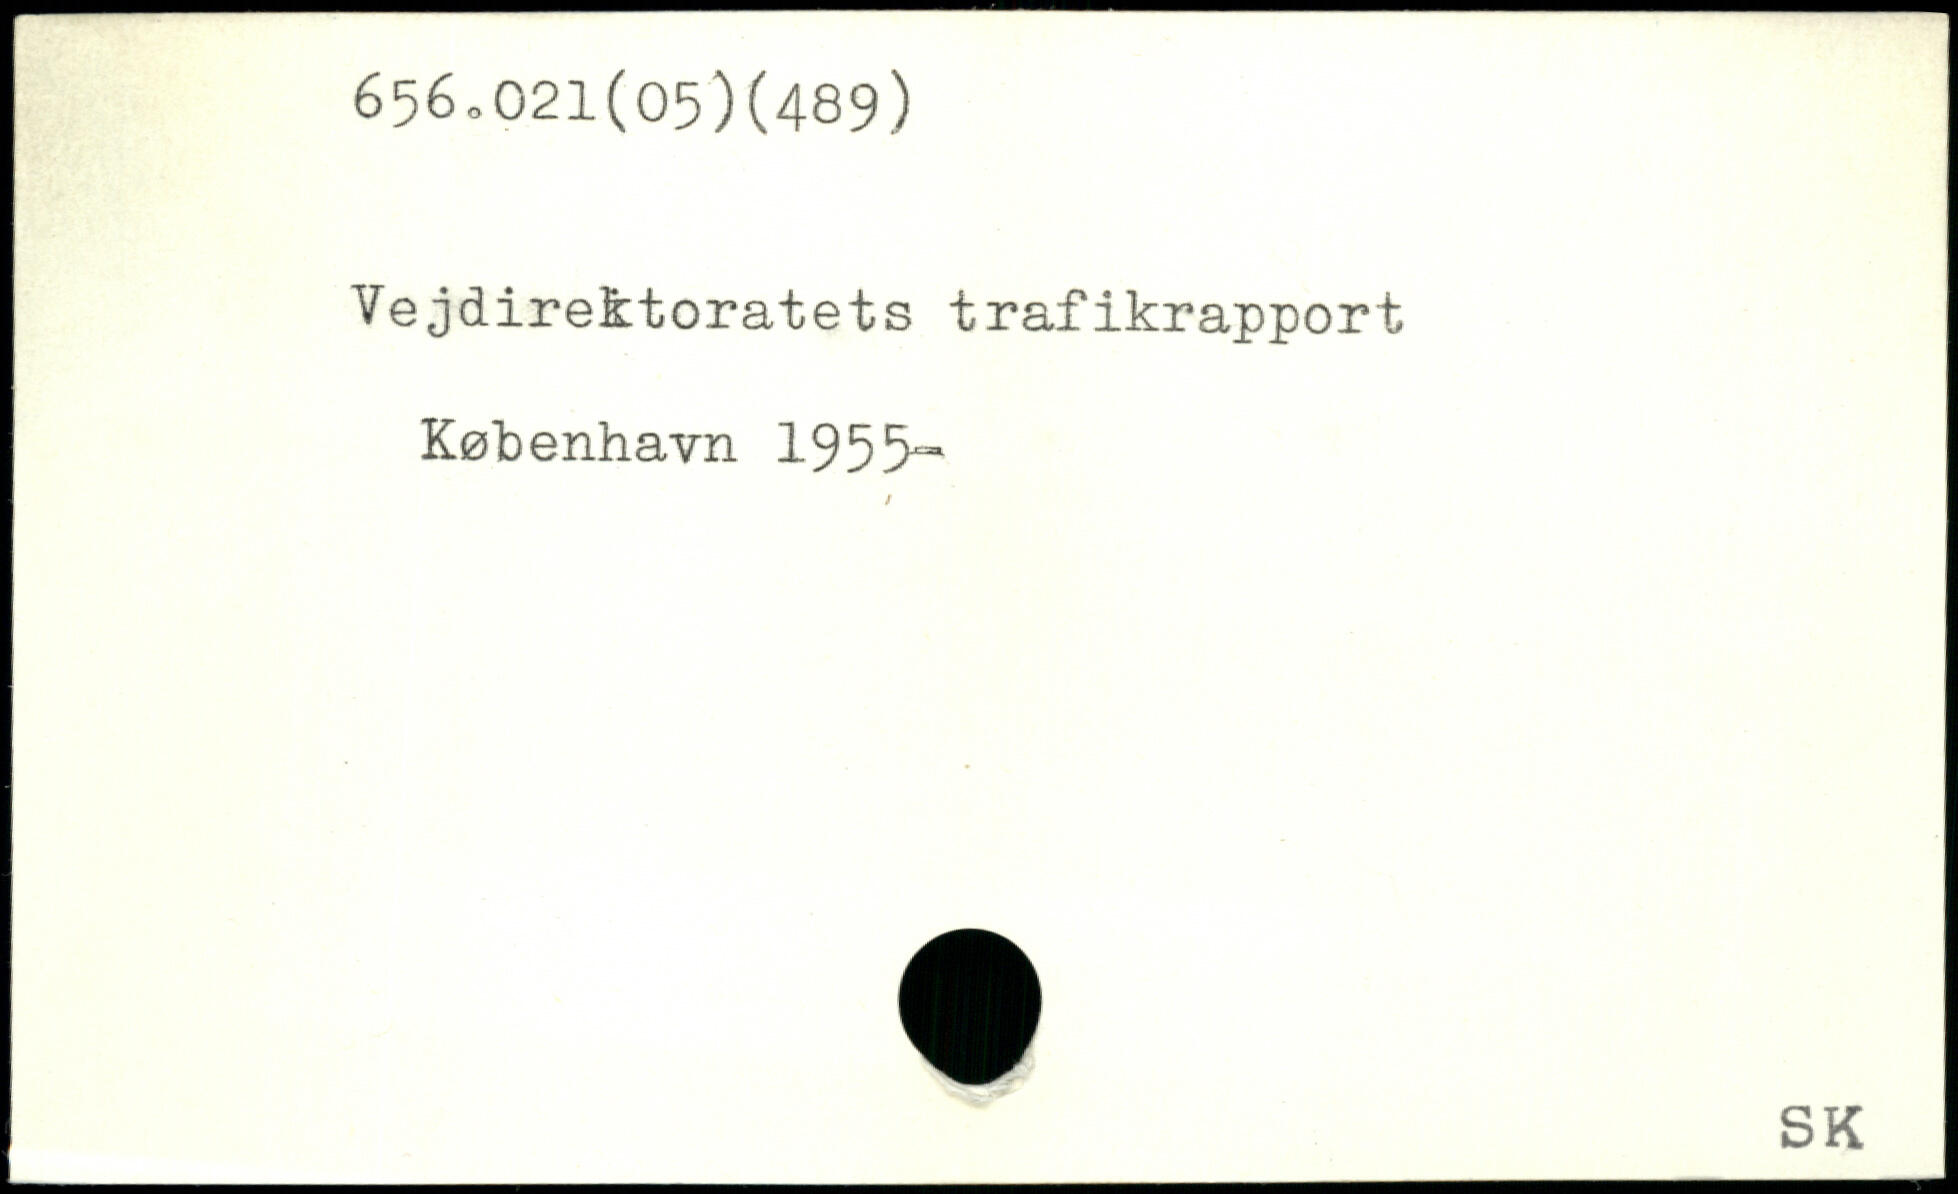 656.021(05)(489)
Vejdirektoratets trafikrapport
København 1955-
SK